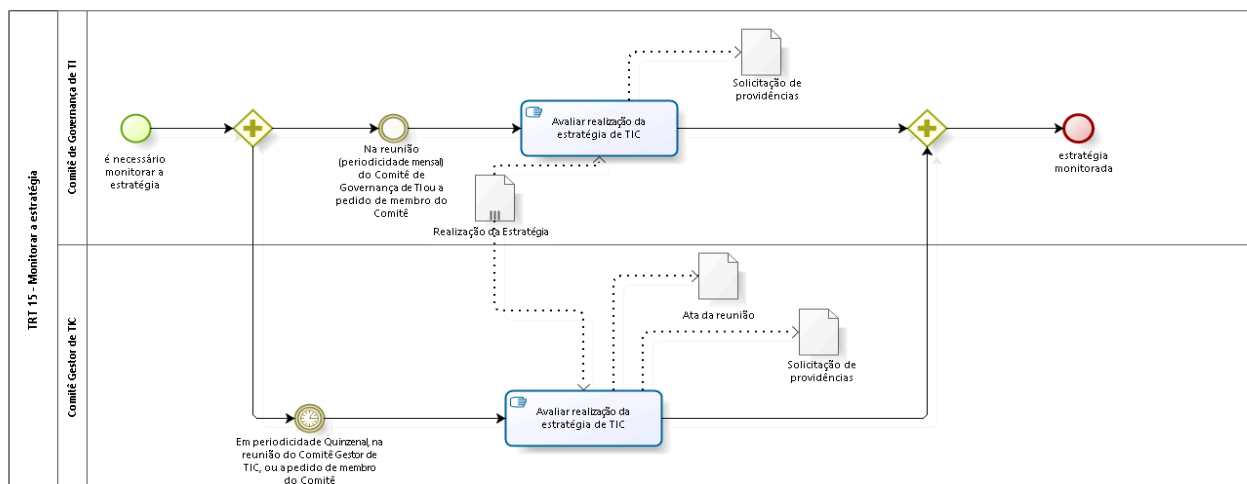 TRT 15 - Monitorar a estratégia
Comitê de Governança de TI
é necessário
monitorar a
estratégia
Na reunião
(periodicidade mensal)
do Comitê de
Governança de TI ou a
pedido de membro do
Comitê
Avaliar realização da
estratégia de TIC
Solicitação de
providências
Realização da Estratégia
estratégia
monitorada
Comitê Gestor de TIC
Em periodicidade Quinzenal, na
reunião do Comitê Gestor de
TIC, ou a pedido de membro
do Comitê
Avaliar realização da
estratégia de TIC
Ata da reunião
Solicitação de
providências